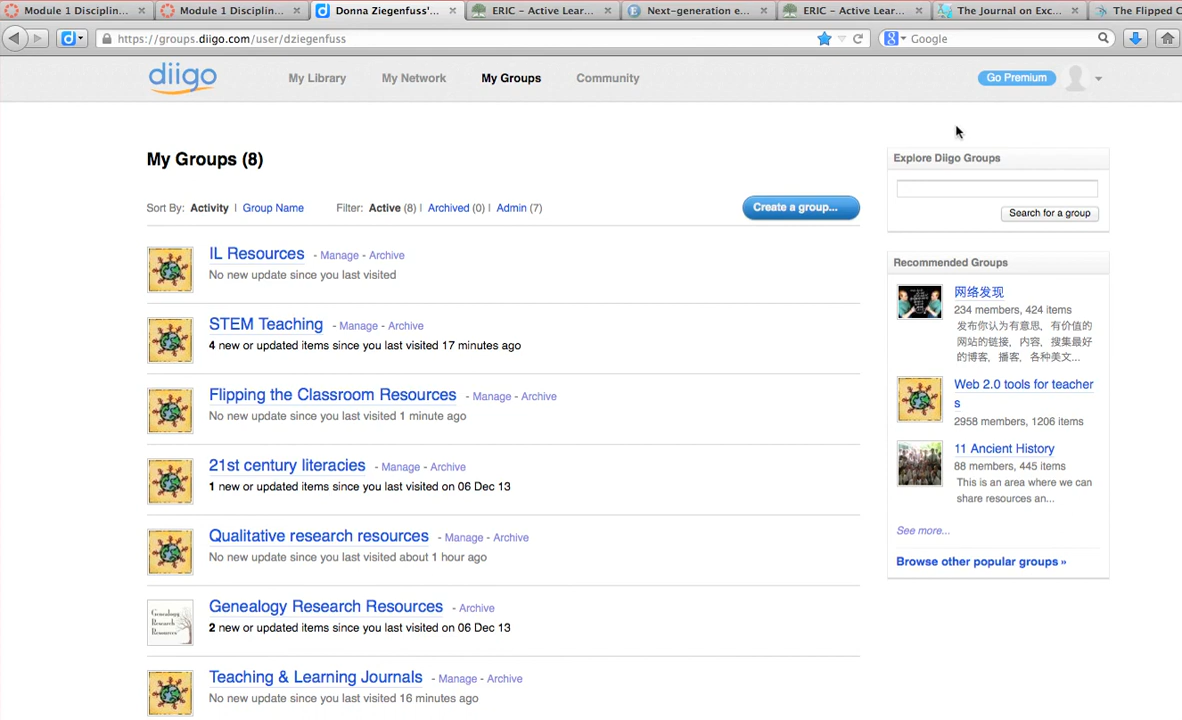 Module 1 Disciplin...
Module 1 Disciplin...
Donna Ziegenfuss'...
ERIC - Active Lear...
Next-generation e...
ERIC - Active Lear...
The Journal on Exc...
The Flipped C
https://groups.diigo.com/user/dziegenfuss
Google
diigo
My Library
My Network
My Groups
Community
Go Premium
My Groups (8)
Sort By: Activity | Group Name
Filter: Active (8) | Archived (0) | Admin (7)
Create a group...
IL Resources - Manage - Archive
No new update since you last visited
STEM Teaching - Manage - Archive
4 new or updated items since you last visited 17 minutes ago
Flipping the Classroom Resources - Manage - Archive
No new update since you last visited 1 minute ago
21st century literacies - Manage - Archive
1 new or updated items since you last visited on 06 Dec 13
Qualitative research resources - Manage - Archive
No new update since you last visited about 1 hour ago
Genealogy Research Resources
Genealogy Research Resources - Archive
2 new or updated items since you last visited on 06 Dec 13
Teaching & Learning Journals - Manage - Archive
No new update since you last visited 16 minutes ago
Explore Diigo Groups
Search for a group
Recommended Groups
网络发现
234 members, 424 items
发布你认为有意思，有价值的
网站的链接，内容，搜集最好
的博客，播客，各种美文...
Web 2.0 tools for teacher
s
2958 members, 1206 items
11 Ancient History
88 members, 445 items
This is an area where we can
share resources an...
See more...
Browse other popular groups »